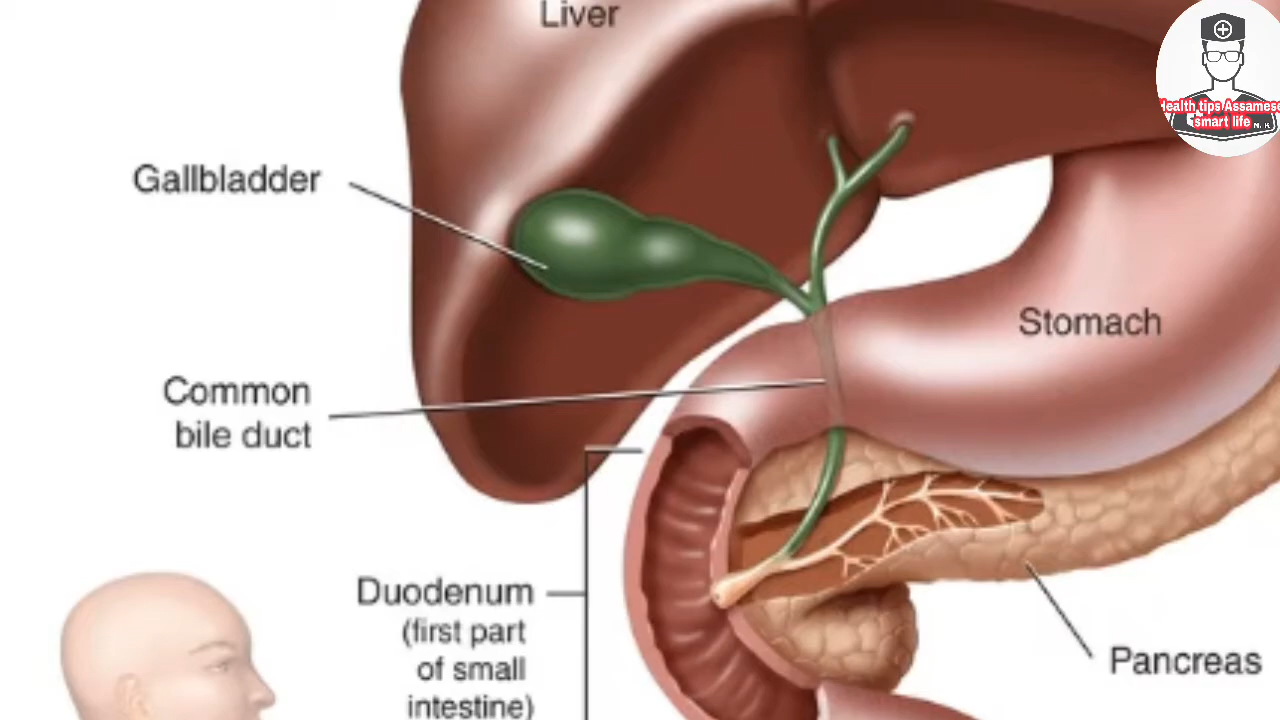 Liver
Health tips Assamese
smart life M. H
Gallbladder
Stomach
Common
bile duct
Duodenum
(first part
of small
intestine)
Pancreas